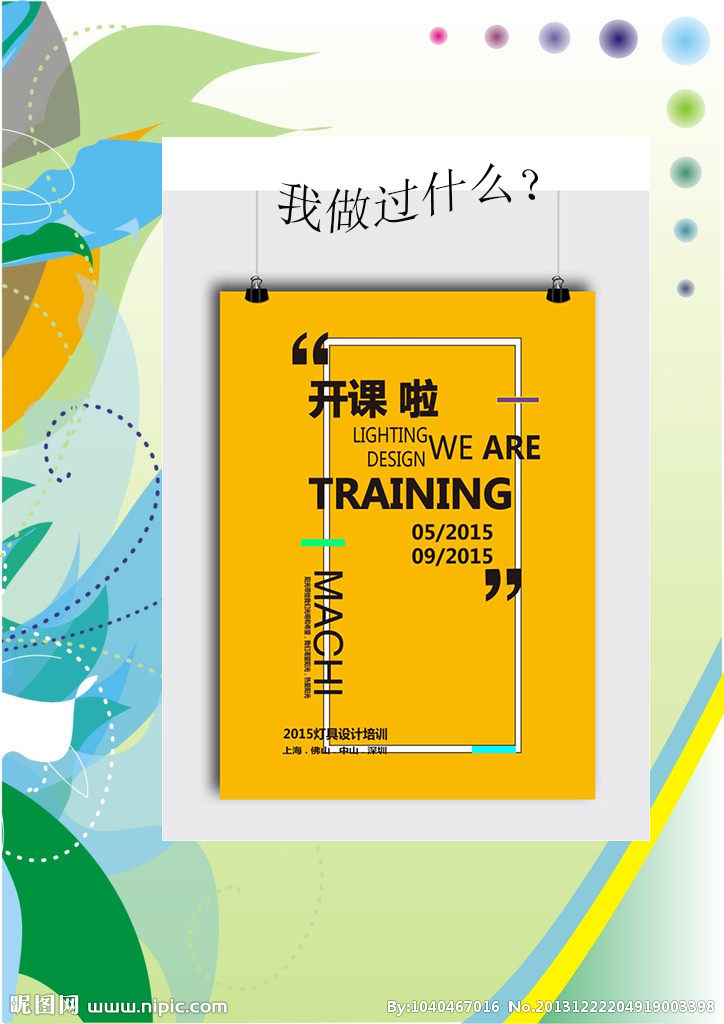 我做过什么？
“
开课 啦
LIGHTING
DESIGN
WE ARE
TRAINING
05/2015
09/2015
”
MACHI
2015灯具设计培训
上海．佛山．中山．深圳
昵图网 www.nipic.com
By:1040467016 No.20131222204919003398